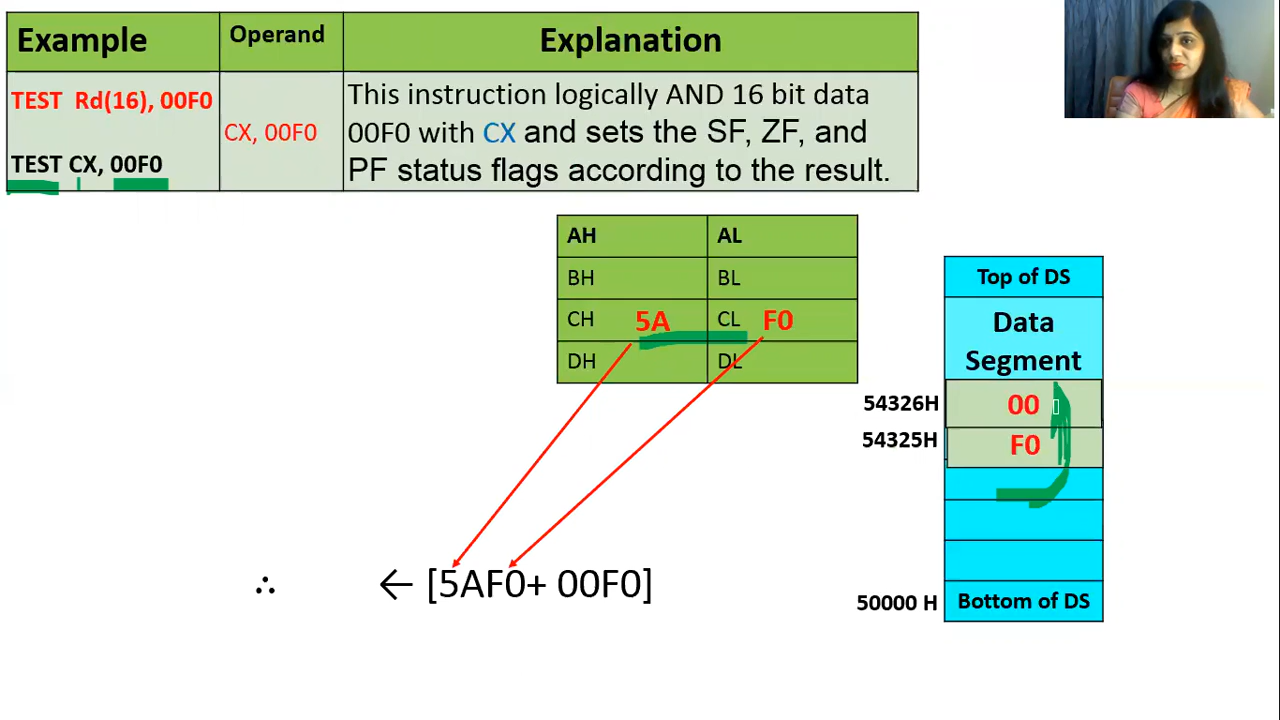 Example
Operand
Explanation
TEST Rd(16), 00F0
TEST CX, 00F0
CX, 00F0
This instruction logically AND 16 bit data
00F0 with CX and sets the SF, ZF, and
PF status flags according to the result.
AH
AL
BH
BL
CH 5A
CL F0
DH
DL
Top of DS
Data
Segment
54326H 00
54325H F0
50000 H Bottom of DS
∴ ← [5AF0+ 00F0]